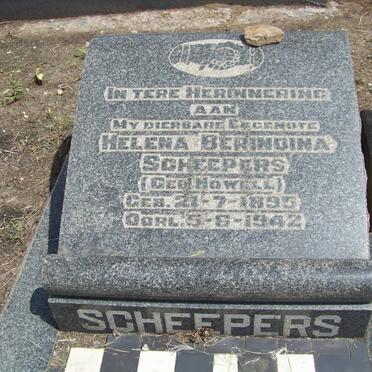 IN TERE HERINNERING
AAN
MY DIERBARE EGGENOTE
HELENA BERINDINA
SCHEEPERS
(GEB HOWELL)
GEB. 21-7-1895
OORL. 9-6-1942
SCHEEPERS